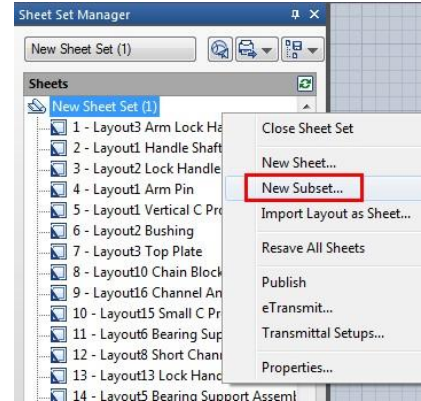 Sheet Set Manager
New Sheet Set (1)
Sheets
New Sheet Set (1)
1 - Layout3 Arm Lock Ha
2 - Layout1 Handle Shaft
3 - Layout2 Lock Handle
4 - Layout1 Arm Pin
5 - Layout1 Vertical C Pro
6 - Layout2 Bushing
7 - Layout3 Top Plate
8 - Layout10 Chain Block
9 - Layout16 Channel An
10 - Layout15 Small C Pr
11 - Layout6 Bearing Sup
12 - Layout8 Short Chan
13 - Layout13 Lock Hand
14 - Layout5 Bearing Support Asseml
Close Sheet Set
New Sheet...
New Subset...
Import Layout as Sheet...
Resave All Sheets
Publish
eTransmit...
Transmittal Setups...
Properties...